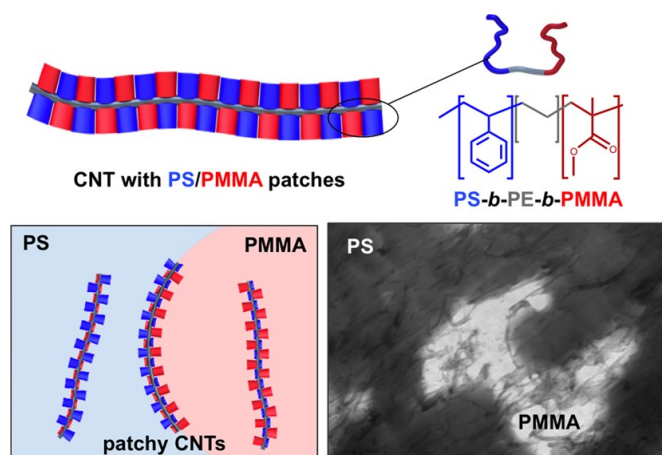 CNT with PS/PMMA patches
O
O
PS-b-PE-b-PMMA
PS
PMMA
patchy CNTs
PS
PMMA